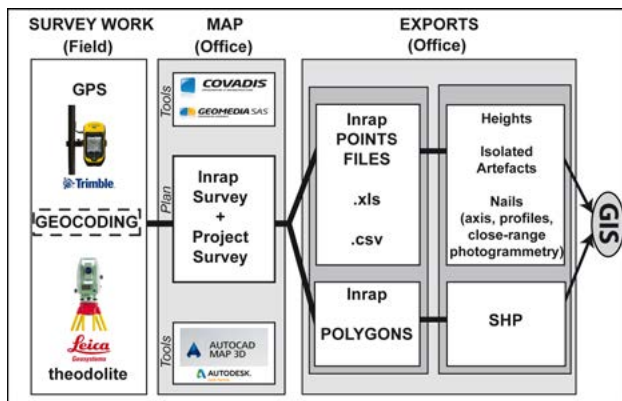 SURVEY WORK
(Field)
GPS
Trimble
GEOCODING
Leica
Geosystems
theodolite
MAP
(Office)
Tools
COVADIS
GEOMEDIA SAS
Plan
Inrap
Survey
+
Project
Survey
Tools
AUTOCAD
MAP 3D
AUTODESK
EXPORTS
(Office)
Inrap
POINTS
FILES
.xls
.csv
Heights
Isolated
Artefacts
Nails
(axis, profiles,
close-range
photogrammetry)
Inrap
POLYGONS
SHP
GIS